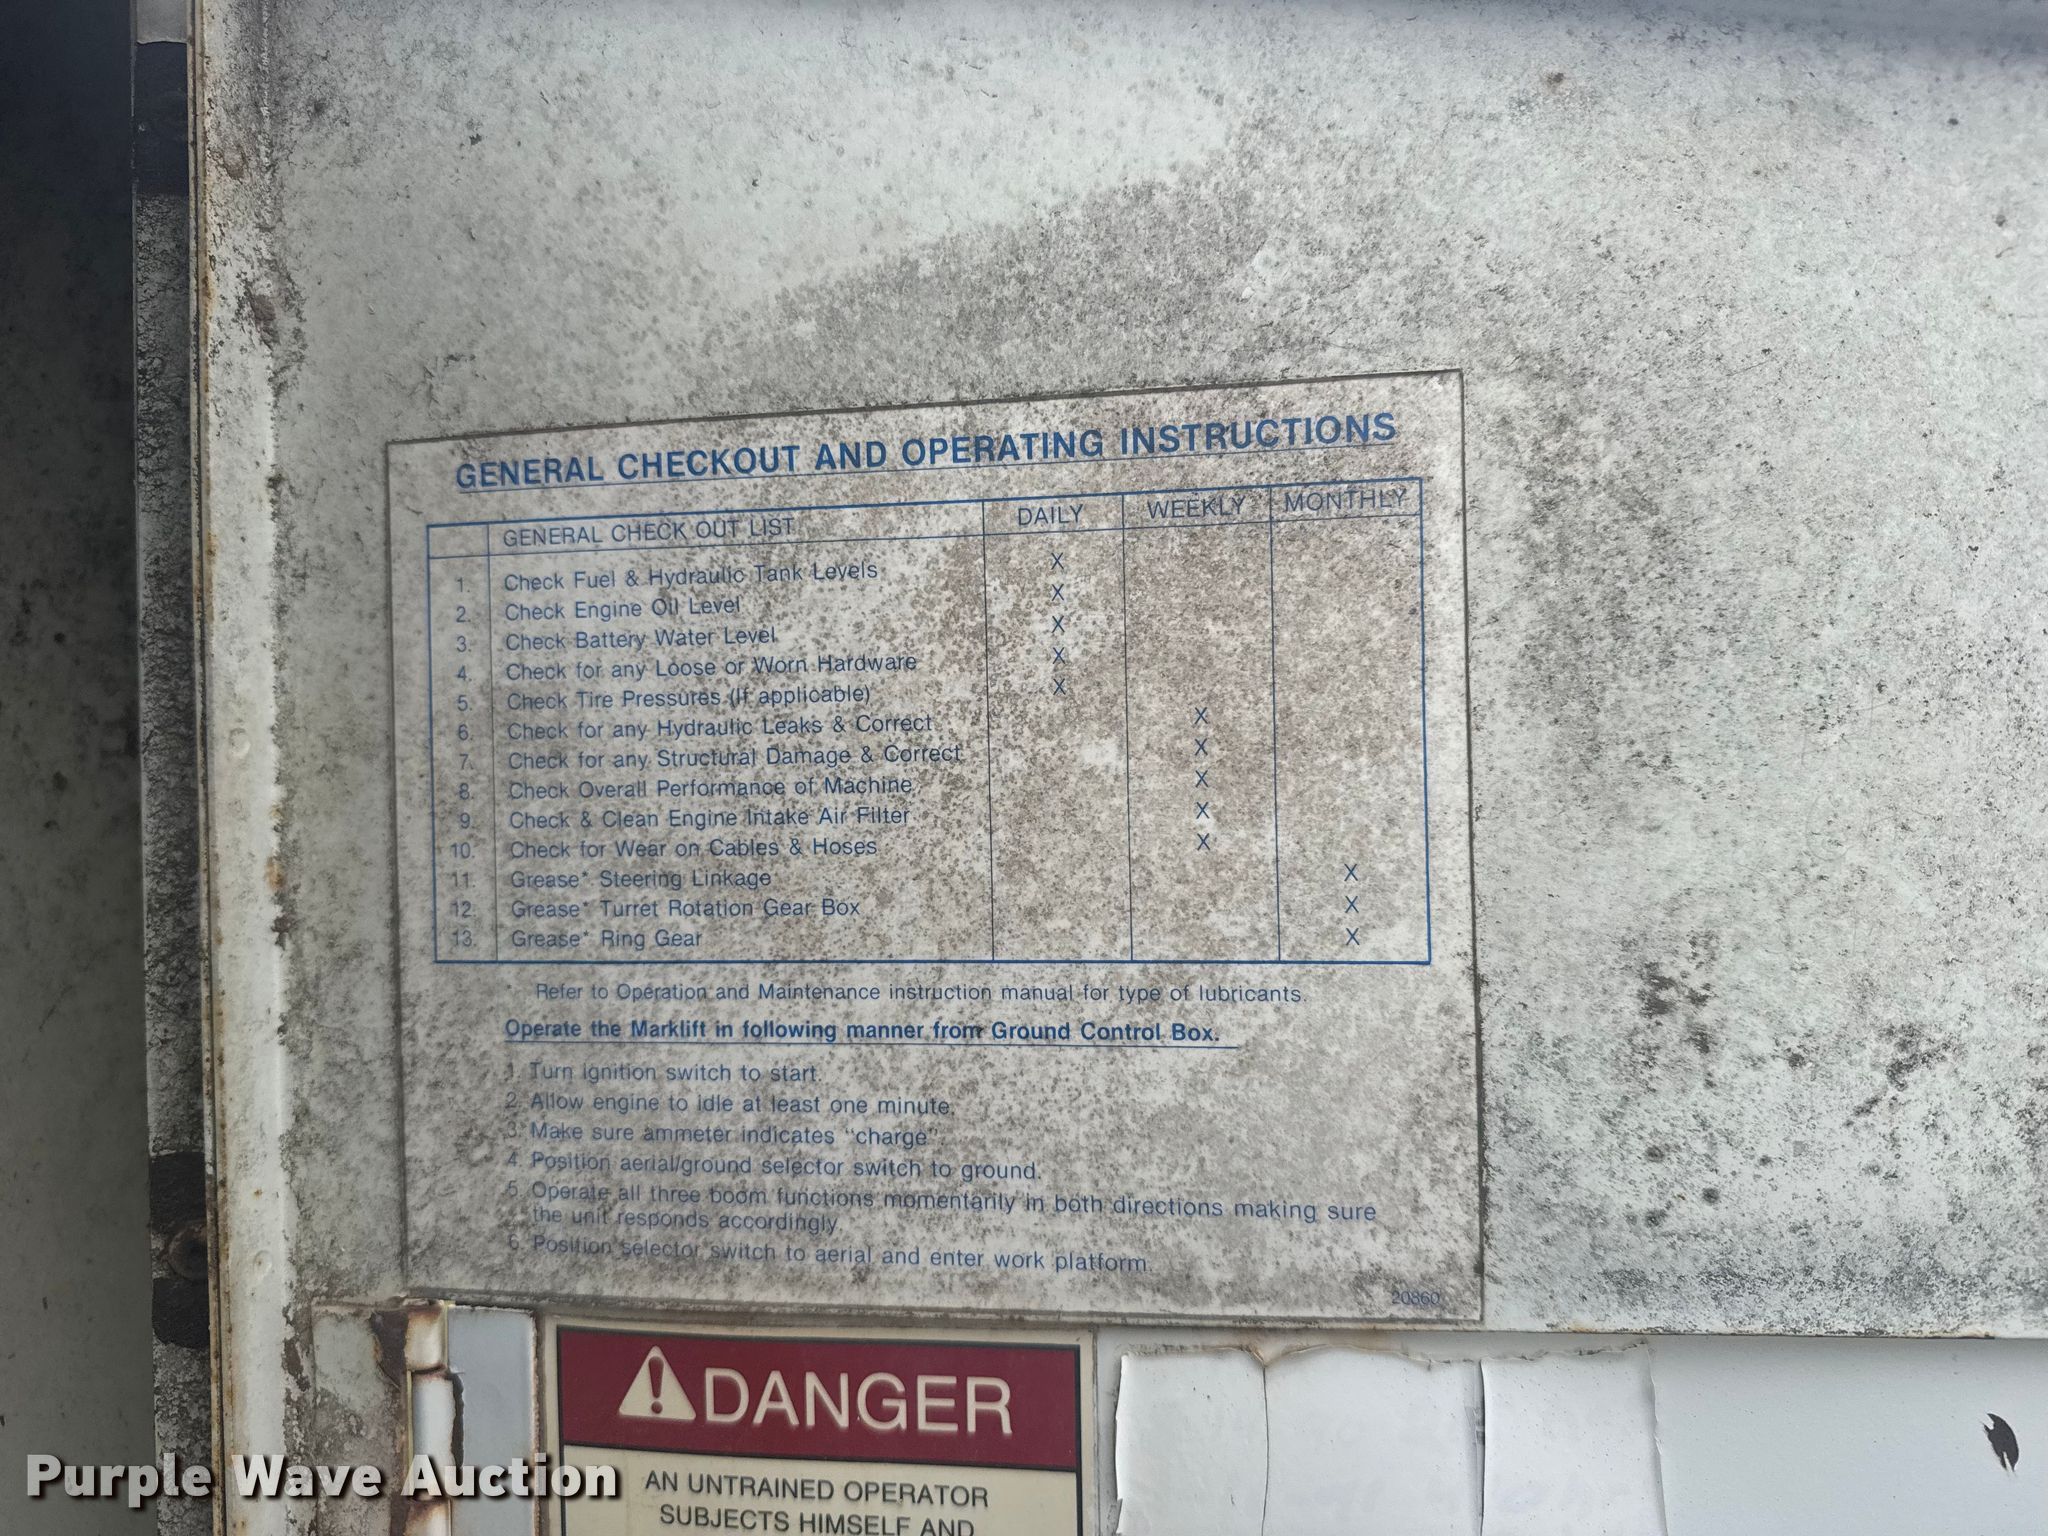 GENERAL CHECKOUT AND OPERATING INSTRUCTIONS
GENERAL CHECK OUT LIST DAILY WEEKLY MONTHLY
1. Check Fuel & Hydraulic Tank Levels X
2. Check Engine Oil Level X
3. Check Battery Water Level X
4. Check for any Loose or Worn Hardware X
5. Check Tire Pressures (If applicable) X
6. Check for any Hydraulic Leaks & Correct X
7. Check for any Structural Damage & Correct X
8. Check Overall Performance of Machine X
9. Check & Clean Engine Intake Air Filter X
10. Check for Wear on Cables & Hoses X
11. Grease* Steering Linkage X
12. Grease* Turret Rotation Gear Box X
13. Grease* Ring Gear X
Refer to Operation and Maintenance instruction manual for type of lubricants.
Operate the Marklift in following manner from Ground Control Box.
1. Turn ignition switch to start.
2. Allow engine to idle at least one minute.
3. Make sure ammeter indicates "charge".
4. Position aerial/ground selector switch to ground.
5. Operate all three boom functions momentarily in both directions making sure
the unit responds accordingly.
6. Position selector switch to aerial and enter work platform.
20860
DANGER
AN UNTRAINED OPERATOR
SUBJECTS HIMSELF AND
Purple Wave Auction